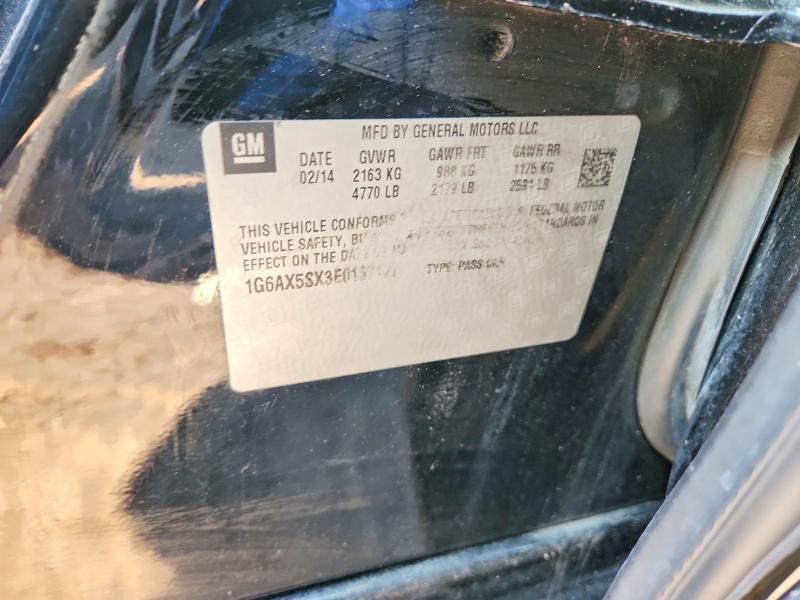 GM
MFD BY GENERAL MOTORS LLC
DATE GVWR GAWR FRT GAWR RR
02/14 2163 KG 988 KG 1175 KG
4770 LB 2179 LB 2591 LB
THIS VEHICLE CONFORMS FEDERAL MOTOR
VEHICLE SAFETY, STANDARDS IN
EFFECT ON THE
TYPE: PASS CAR